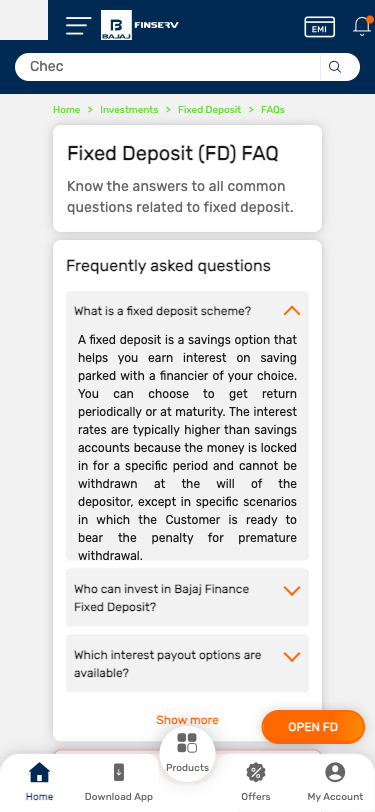 BAJAJ FINSERV
EMI
Chec
Home > Investments > Fixed Deposit > FAQs
Fixed Deposit (FD) FAQ
Know the answers to all common
questions related to fixed deposit.
Frequently asked questions
What is a fixed deposit scheme?
A fixed deposit is a savings option that
helps you earn interest on saving
parked with a financier of your choice.
You can choose to get return
periodically or at maturity. The interest
rates are typically higher than savings
accounts because the money is locked
in for a specific period and cannot be
withdrawn at the will of the
depositor, except in specific scenarios
in which the Customer is ready to
bear the penalty for premature
withdrawal.
Who can invest in Bajaj Finance
Fixed Deposit?
Which interest payout options are
available?
Show more
OPEN FD
Home
Download App
Products
Offers
My Account